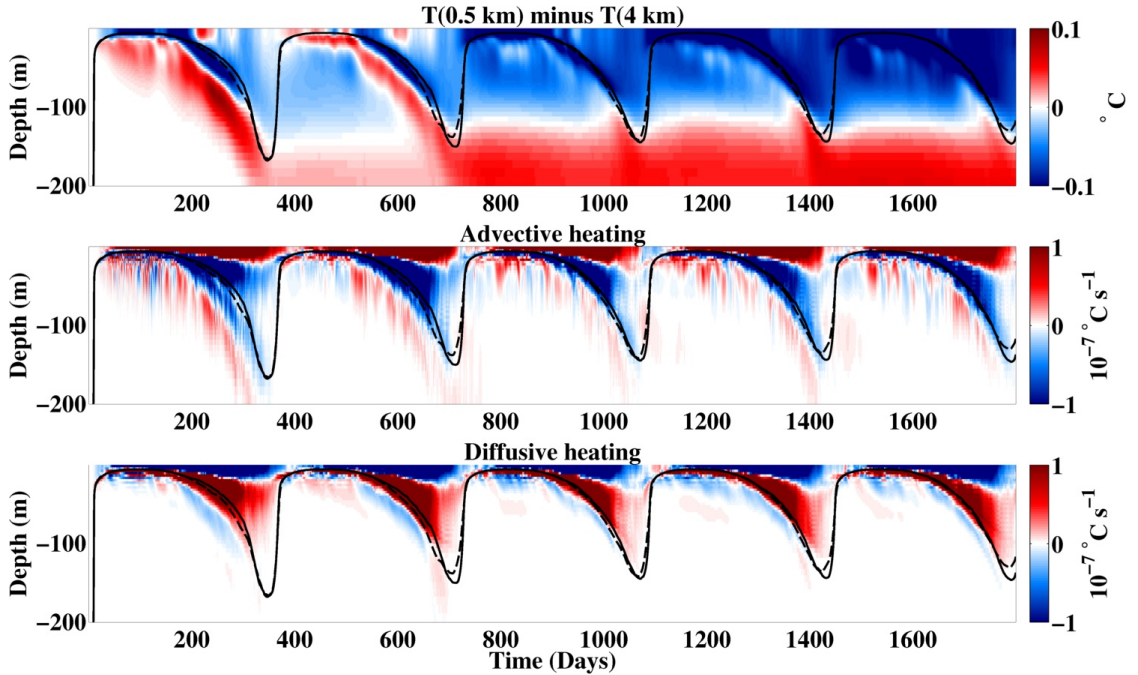 T(0.5 km) minus T(4 km)
Depth (m)
−100
−200
200 400 600 800 1000 1200 1400 1600
0.1
0
−0.1
° C
Advective heating
Depth (m)
−100
−200
200 400 600 800 1000 1200 1400 1600
1
0
−1
10⁻⁷ ° C s⁻¹
Diffusive heating
Depth (m)
−100
−200
200 400 600 800 1000 1200 1400 1600
Time (Days)
1
0
−1
10⁻⁷ ° C s⁻¹